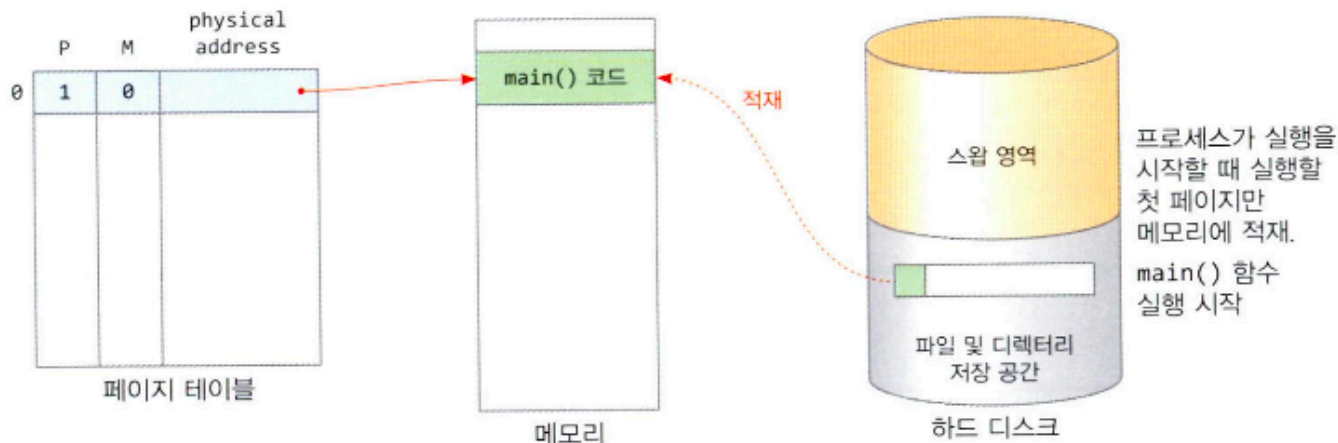 physical
P M address
0 1 0
main() 코드
적재
스왑 영역
프로세스가 실행을
시작할 때 실행할
첫 페이지만
메모리에 적재.
main() 함수
실행 시작
파일 및 디렉터리
저장 공간
페이지 테이블
메모리
하드 디스크